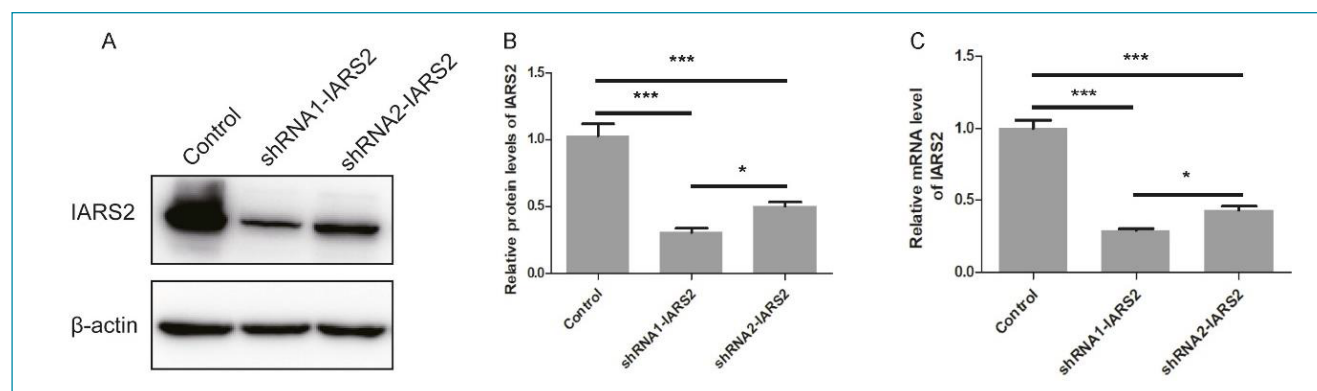 A
Control
shRNA1-IARS2
shRNA2-IARS2
IARS2
β-actin
B
Relative protein levels of IARS2
1.5
1.0
0.5
0.0
***
***
*
Control
shRNA1-IARS2
shRNA2-IARS2
C
Relative mRNA level
of IARS2
1.5
1.0
0.5
0.0
***
***
*
Control
shRNA1-IARS2
shRNA2-IARS2